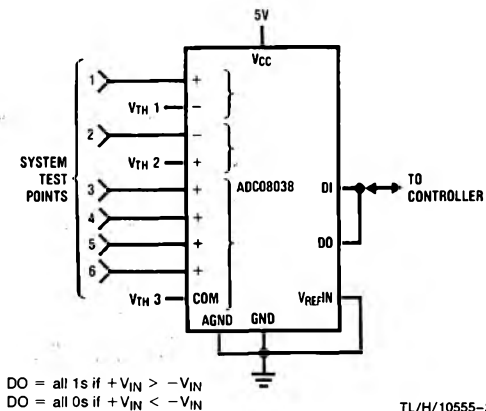 5V
VCC
1
+
VTH 1
−
2
−
SYSTEM
TEST
POINTS
VTH 2
+
3
+
ADC08038
DI
TO
CONTROLLER
4
+
5
+
DO
6
+
VTH 3
COM
VREFIN
AGND
GND
DO = all 1s if +VIN > −VIN
DO = all 0s if +VIN < −VIN